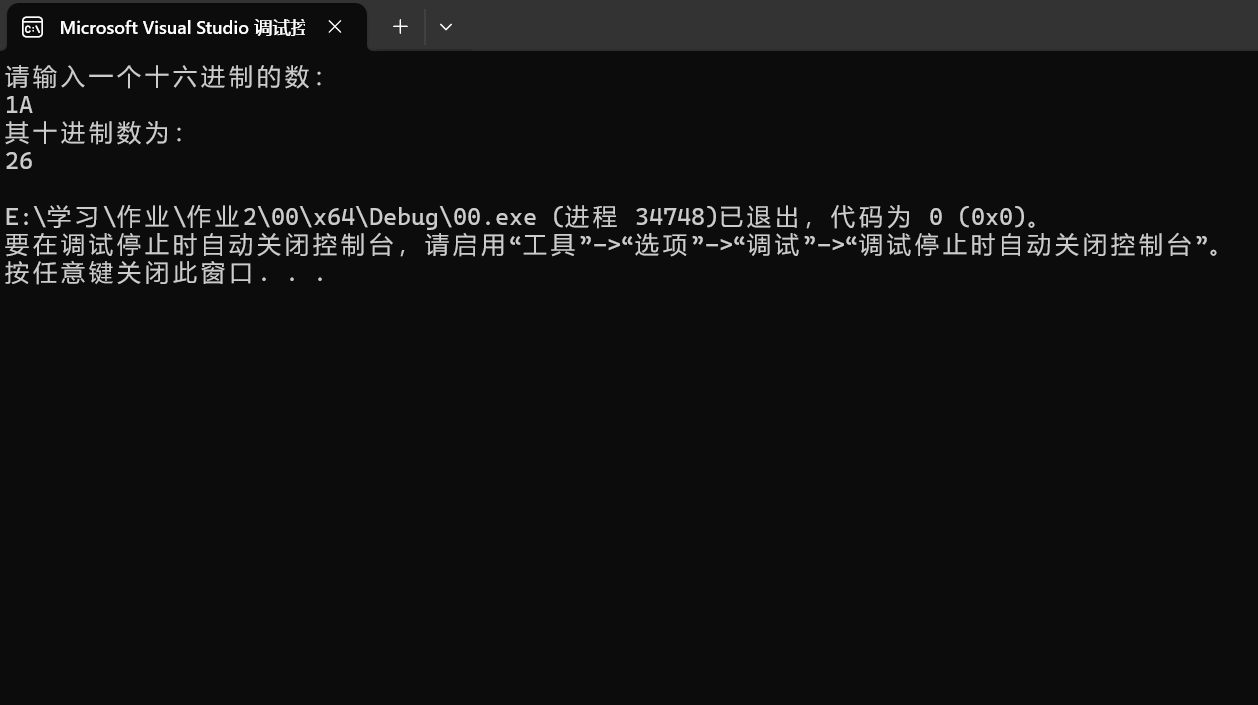 Microsoft Visual Studio 调试控
请输入一个十六进制的数：
1A
其十进制数为：
26
E:\学习\作业\作业2\00\x64\Debug\00.exe (进程 34748)已退出，代码为 0 (0x0)。
要在调试停止时自动关闭控制台，请启用“工具”->“选项”->“调试”->“调试停止时自动关闭控制台”。
按任意键关闭此窗口. . .